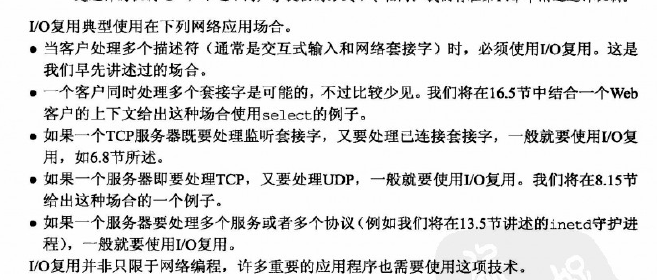 I/O复用典型使用在下列网络应用场合。
● 当客户处理多个描述符（通常是交互式输入和网络套接字）时，必须使用I/O复用。这是
我们早先讲述过的场合。
● 一个客户同时处理多个套接字是可能的，不过比较少见。我们将在16.5节中结合一个Web
客户的上下文给出这种场合使用select的例子。
● 如果一个TCP服务器既要处理监听套接字，又要处理已连接套接字，一般就要使用I/O复
用，如6.8节所述。
● 如果一个服务器即要处理TCP，又要处理UDP，一般就要使用I/O复用。我们将在8.15节
给出这种场合的一个例子。
● 如果一个服务器要处理多个服务或者多个协议（例如我们将在13.5节讲述的inetd守护进
程），一般就要使用I/O复用。
I/O复用并非只限于网络编程，许多重要的应用程序也需要使用这项技术。